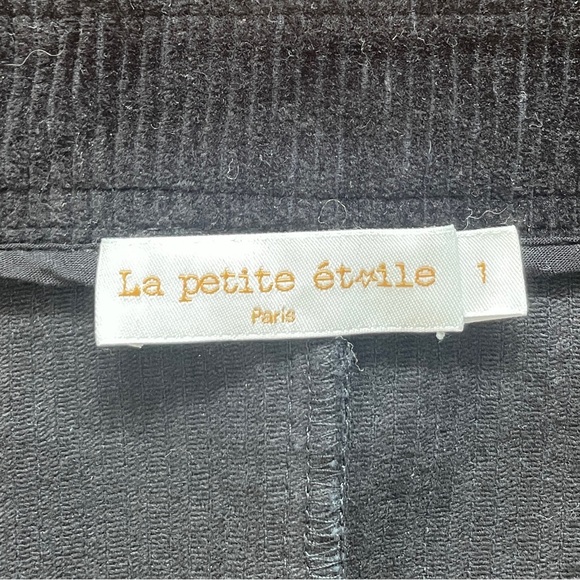 La petite étoile 1
Paris